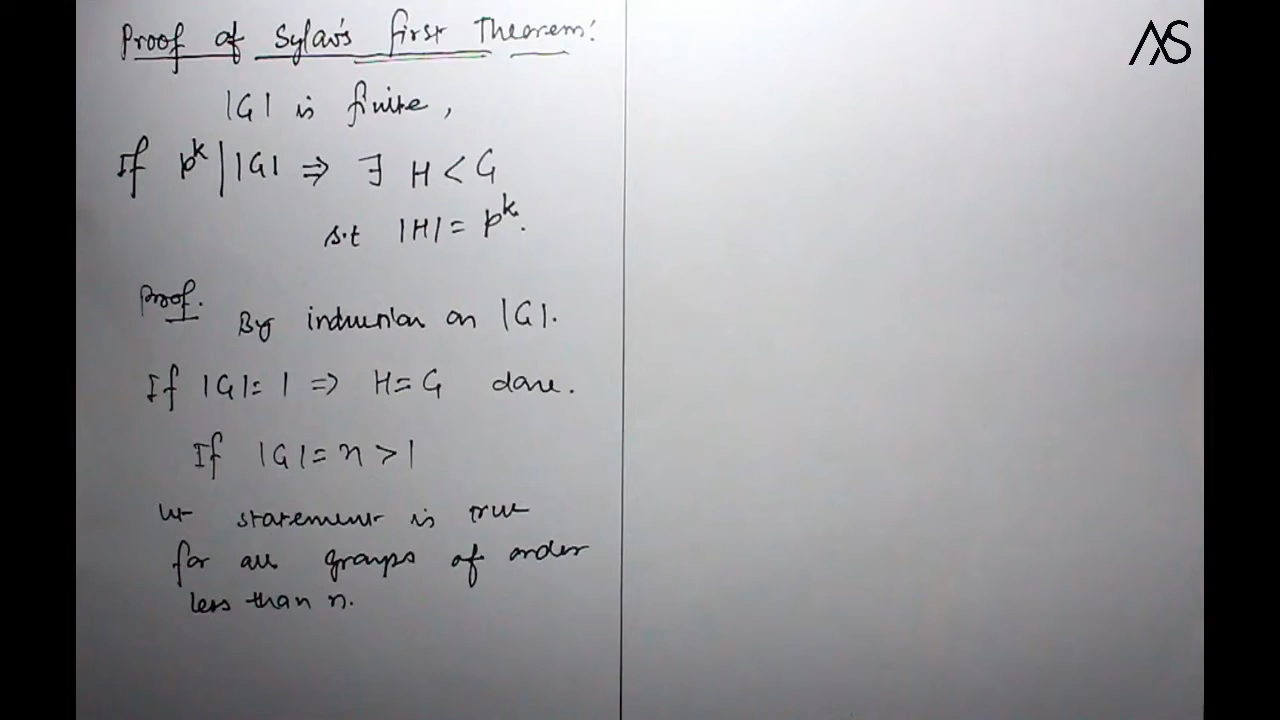 Proof of Sylow's first Theorem:
|G| is finite,
If p^k | |G| ⇒ ∃ H < G
s.t |H| = p^k.
Proof.
By induction on |G|.
If |G| = 1 ⇒ H = G done.
If |G| = n > 1
let statement is true
for all groups of order
less than n.
AS